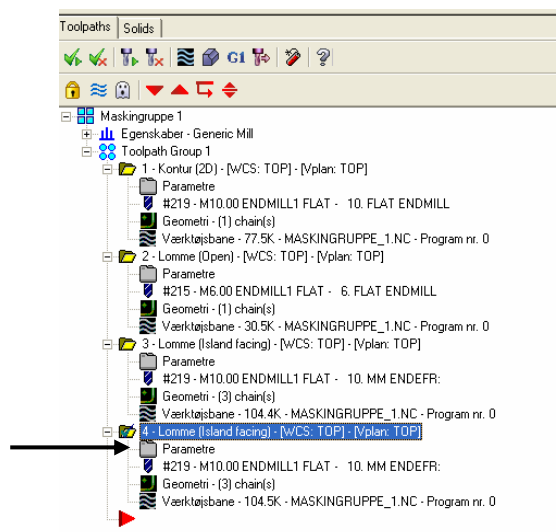 Toolpaths Solids
G1
Maskingruppe 1
Egenskaber - Generic Mill
Toolpath Group 1
1 - Kontur (2D) - [WCS: TOP] - [Vplan: TOP]
Parametre
#219 - M10.00 ENDMILL1 FLAT - 10. FLAT ENDMILL
Geometri - (1) chain(s)
Værktøjsbane - 77.5K - MASKINGRUPPE_1.NC - Program nr. 0
2 - Lomme (Open) - [WCS: TOP] - [Vplan: TOP]
Parametre
#215 - M6.00 ENDMILL1 FLAT - 6. FLAT ENDMILL
Geometri - (1) chain(s)
Værktøjsbane - 30.5K - MASKINGRUPPE_1.NC - Program nr. 0
3 - Lomme (Island facing) - [WCS: TOP] - [Vplan: TOP]
Parametre
#219 - M10.00 ENDMILL1 FLAT - 10. MM ENDEFR:
Geometri - (3) chain(s)
Værktøjsbane - 104.4K - MASKINGRUPPE_1.NC - Program nr. 0
4 - Lomme (Island facing) - [WCS: TOP] - [Vplan: TOP]
Parametre
#219 - M10.00 ENDMILL1 FLAT - 10. MM ENDEFR:
Geometri - (3) chain(s)
Værktøjsbane - 104.5K - MASKINGRUPPE_1.NC - Program nr. 0